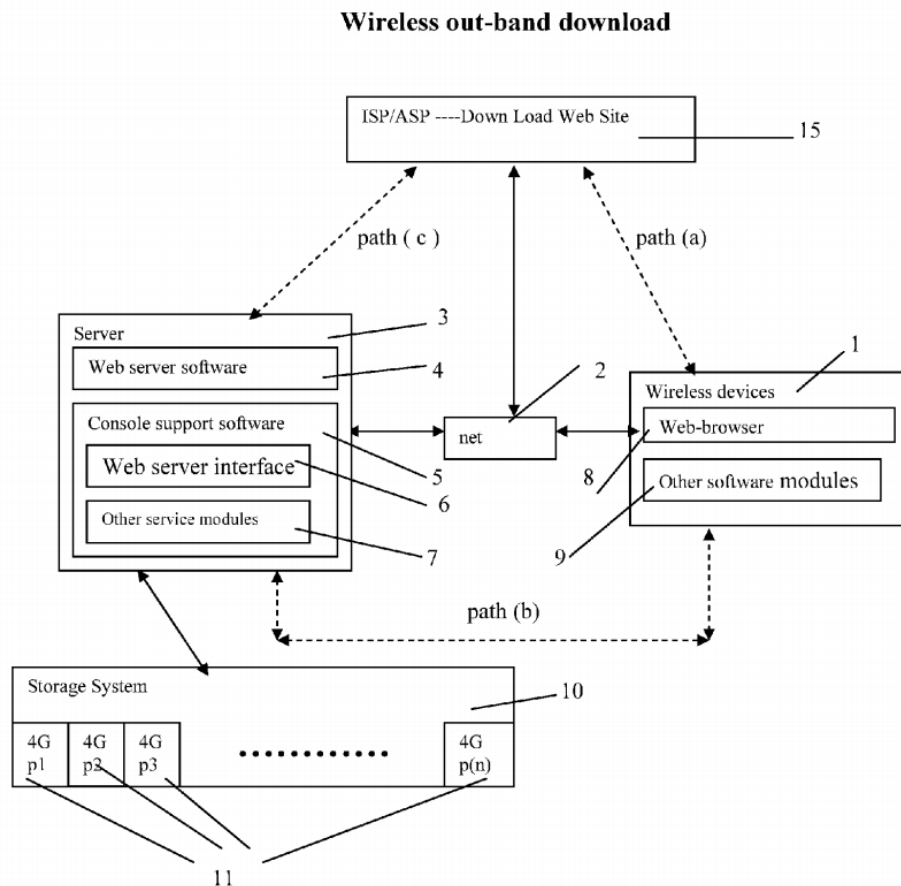 Wireless out-band download
ISP/ASP ----Down Load Web Site
15
path ( c )
path (a)
Server
3
Web server software
4
Console support software
5
Web server interface
6
Other service modules
7
2
net
1
Wireless devices
Web-browser
8
Other software modules
9
path (b)
Storage System
10
4G
p1
4G
p2
4G
p3
4G
p(n)
11